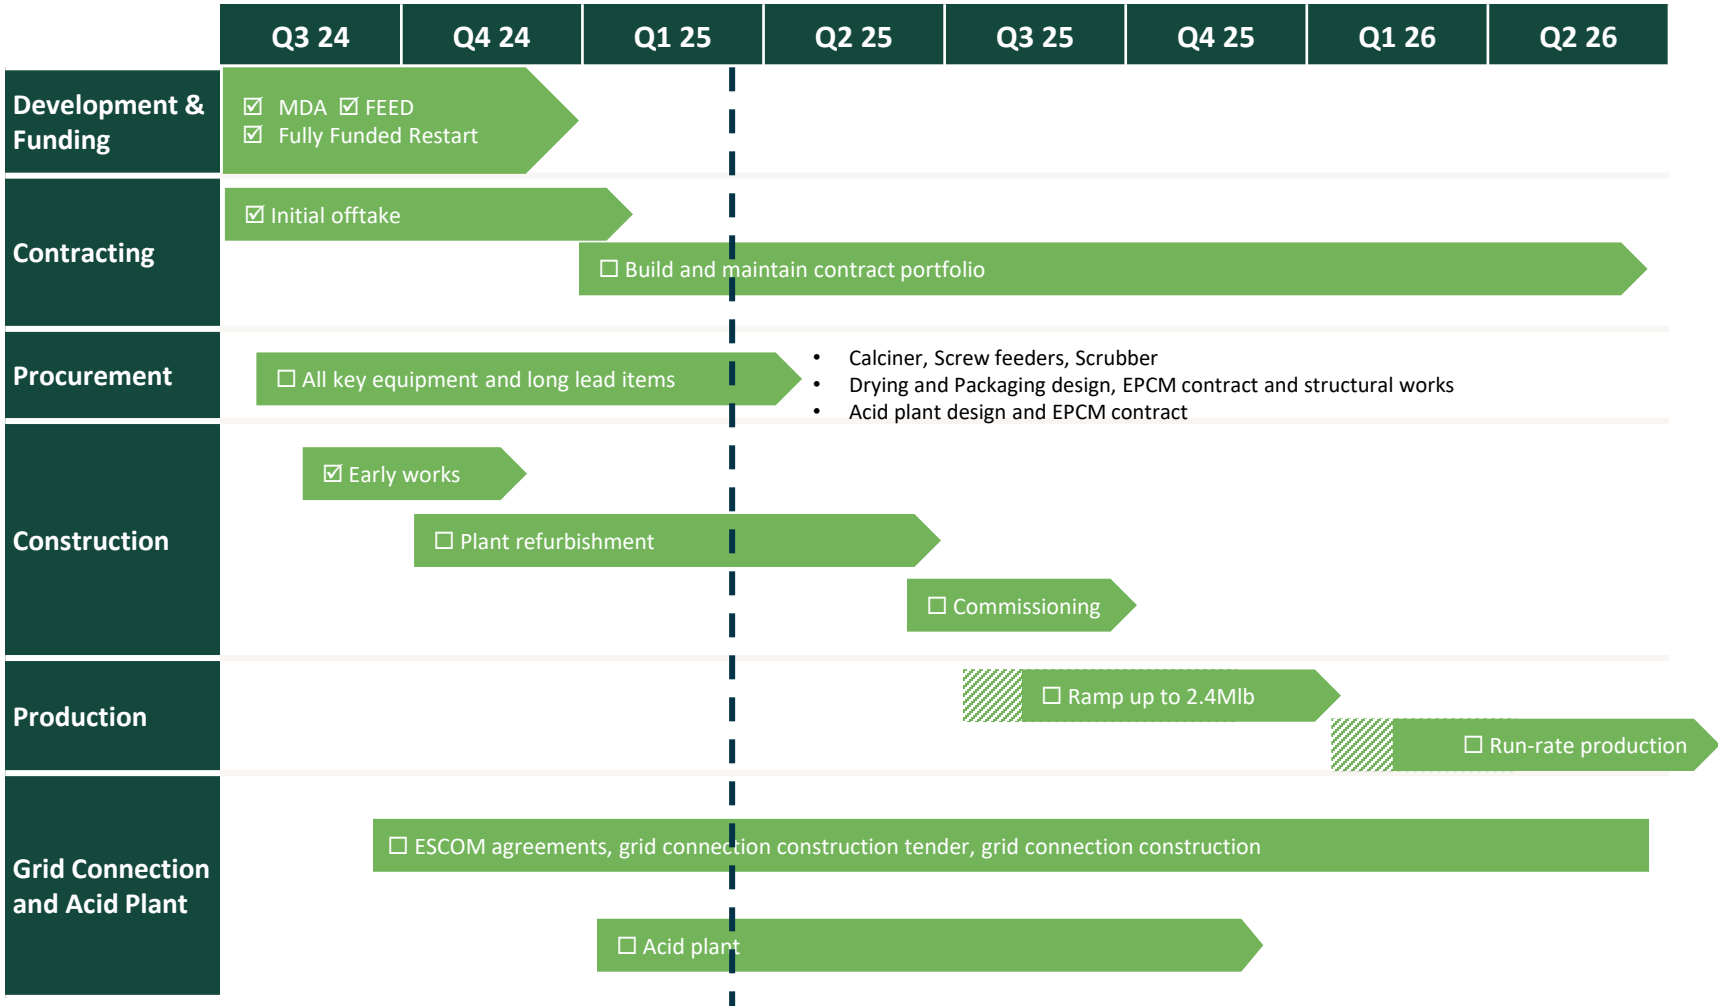 Q3 24 Q4 24 Q1 25 Q2 25 Q3 25 Q4 25 Q1 26 Q2 26
Development &
Funding
☑ MDA ☑ FEED
☑ Fully Funded Restart
Contracting
☑ Initial offtake
☐ Build and maintain contract portfolio
Procurement
☐ All key equipment and long lead items
• Calciner, Screw feeders, Scrubber
• Drying and Packaging design, EPCM contract and structural works
• Acid plant design and EPCM contract
Construction
☑ Early works
☐ Plant refurbishment
☐ Commissioning
Production
☐ Ramp up to 2.4Mlb
☐ Run-rate production
Grid Connection
and Acid Plant
☐ ESCOM agreements, grid connection construction tender, grid connection construction
☐ Acid plant